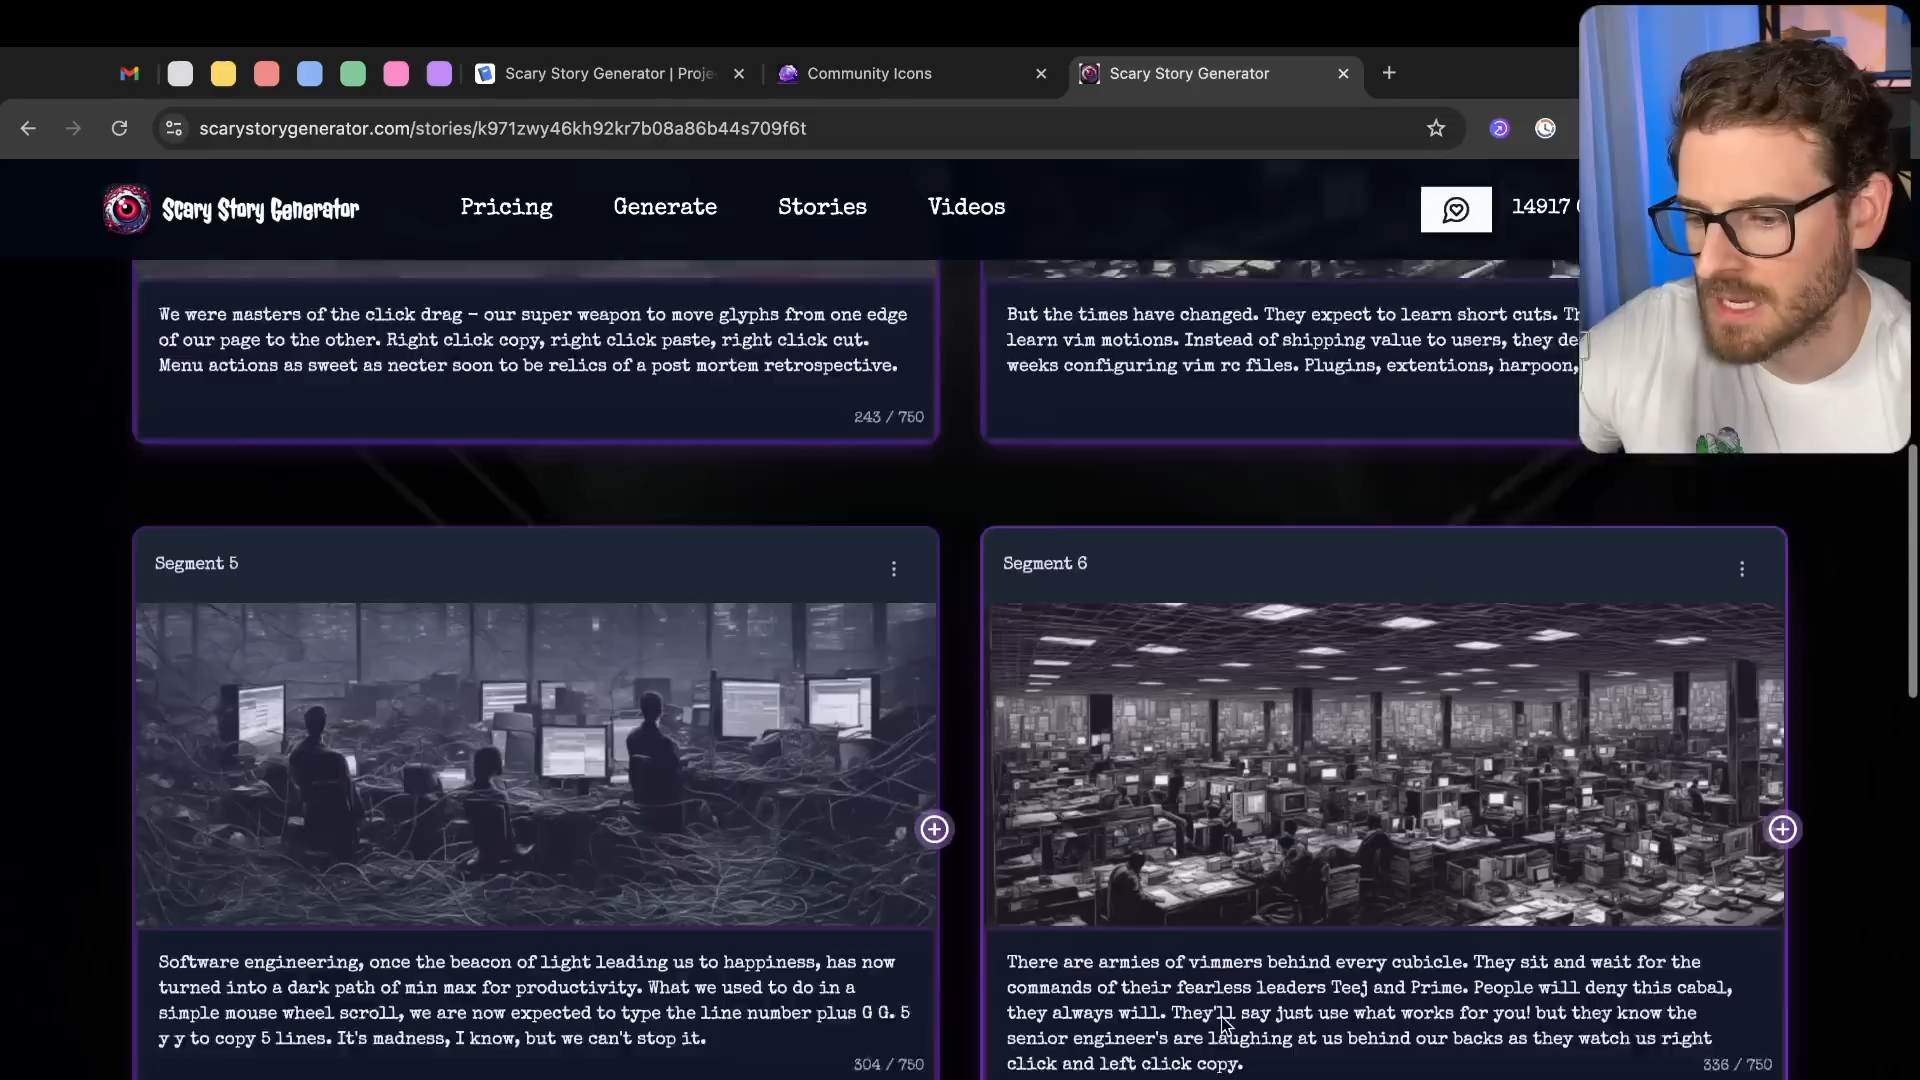 Scary Story Generator | Proje
Community Icons
Scary Story Generator
scarystorygenerator.com/stories/k971zwy46kh92kr7b08a86b44s709f6t
Scary Story Generator
Pricing
Generate
Stories
Videos
14917
We were masters of the click drag - our super weapon to move glyphs from one edge
of our page to the other. Right click copy, right click paste, right click cut.
Menu actions as sweet as necter soon to be relics of a post mortem retrospective.
243 / 750
But the times have changed. They expect to learn short cuts.
learn vim motions. Instead of shipping value to users, they
weeks configuring vim rc files. Plugins, extentions, harpoon,
Segment 5
Software engineering, once the beacon of light leading us to happiness, has now
turned into a dark path of min max for productivity. What we used to do in a
simple mouse wheel scroll, we are now expected to type the line number plus G G. 5
y y to copy 5 lines. It's madness, I know, but we can't stop it.
304 / 750
Segment 6
There are armies of vimmers behind every cubicle. They sit and wait for the
commands of their fearless leaders Teej and Prime. People will deny this cabal,
they always will. They'll say just use what works for you! but they know the
senior engineer's are laughing at us behind our backs as they watch us right
click and left click copy.
336 / 750